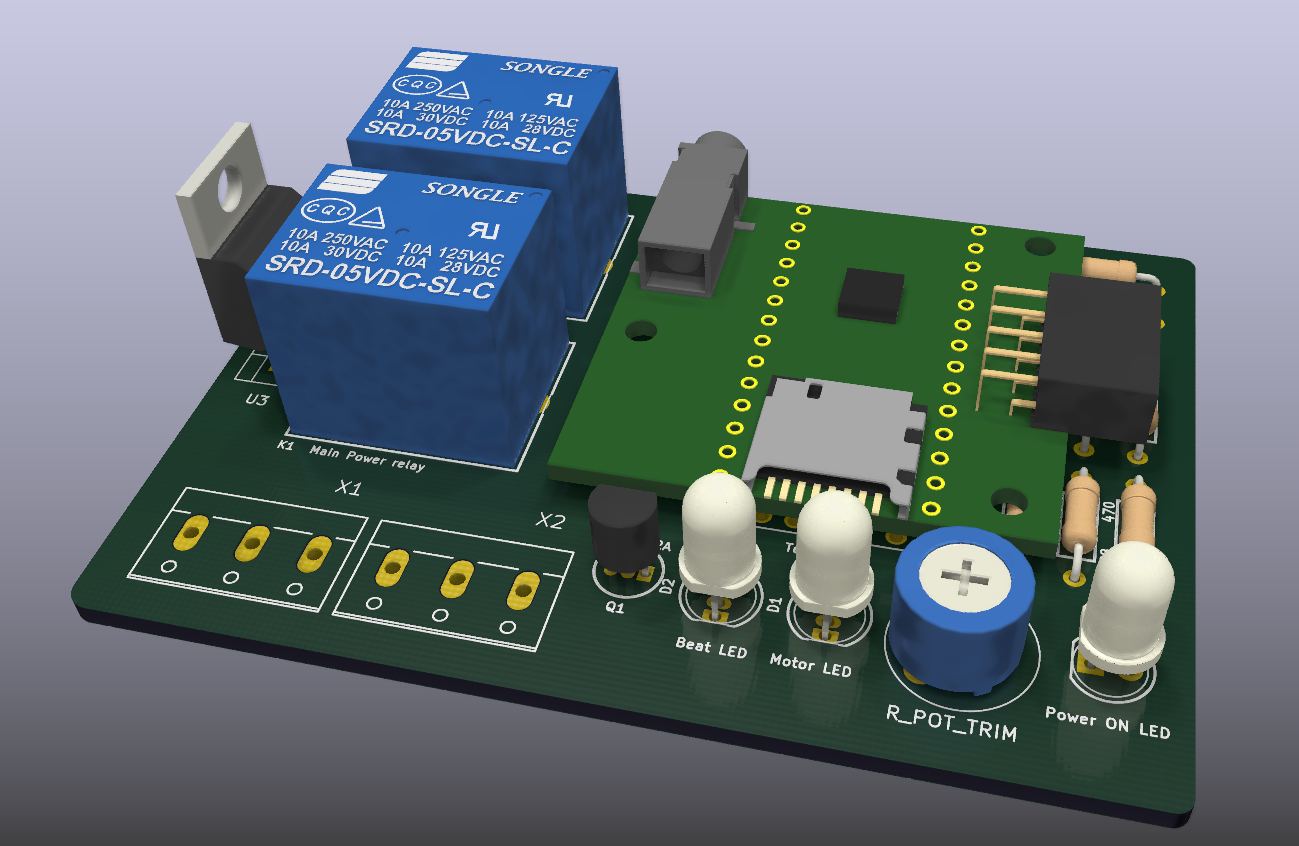 SONGLE
CQC
10A 250VAC 10A 125VAC
10A 30VDC 10A 28VDC
SRD-05VDC-SL-C
SONGLE
CQC
10A 250VAC 10A 125VAC
10A 30VDC 10A 28VDC
SRD-05VDC-SL-C
U3
K1 Main Power relay
X1
X2
470
Q1
D2
D1
Beat LED
Motor LED
R_POT_TRIM
Power ON LED